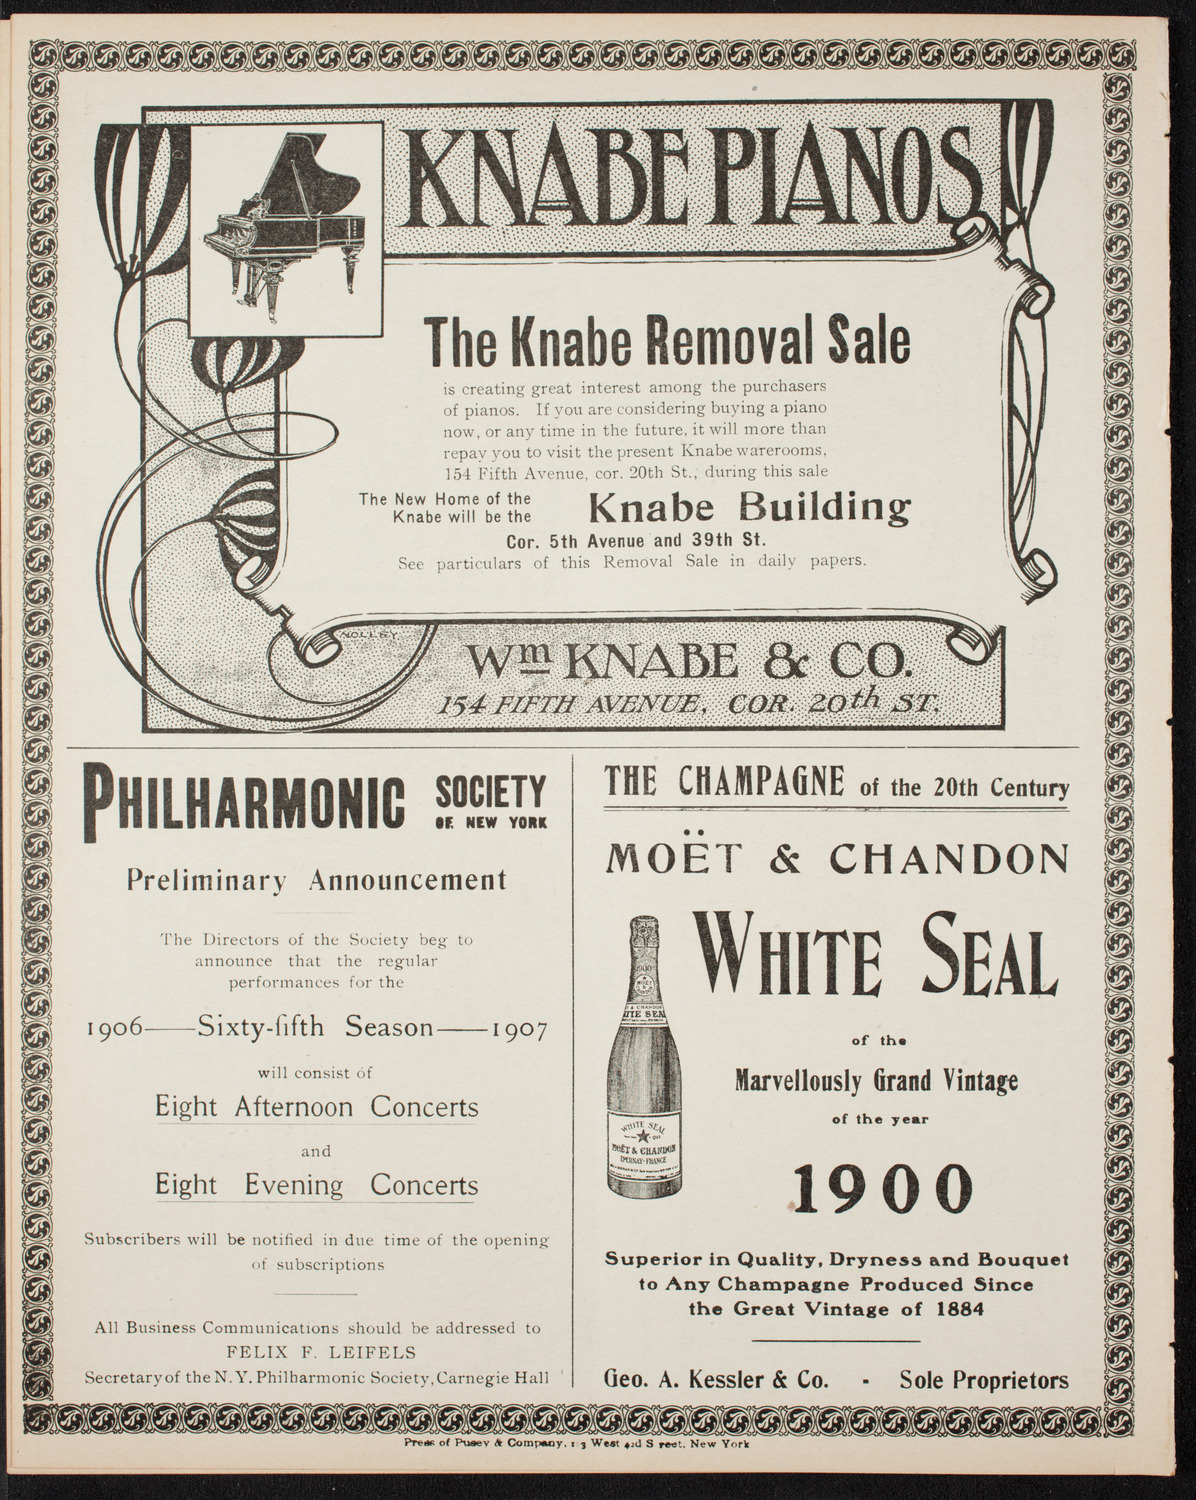 KNABE PIANOS
The Knabe Removal Sale
is creating great interest among the purchasers
of pianos. If you are considering buying a piano
now, or any time in the future, it will more than
repay you to visit the present Knabe warerooms,
154 Fifth Avenue, cor. 20th St., during this sale
The New Home of the
Knabe will be the
Knabe Building
Cor. 5th Avenue and 39th St.
See particulars of this Removal Sale in daily papers.
Wm KNABE & CO.
154 FIFTH AVENUE, COR. 20th ST.
PHILHARMONIC SOCIETY
OF NEW YORK
Preliminary Announcement
The Directors of the Society beg to
announce that the regular
performances for the
1906—Sixty-fifth Season—1907
will consist of
Eight Afternoon Concerts
and
Eight Evening Concerts
Subscribers will be notified in due time of the opening
of subscriptions
All Business Communications should be addressed to
FELIX F. LEIFELS
Secretary of the N. Y. Philharmonic Society, Carnegie Hall
THE CHAMPAGNE of the 20th Century
MOËT & CHANDON
WHITE SEAL
of the
Marvellously Grand Vintage
of the year
1900
1900
WHITE SEAL
MOËT & CHANDON
EPERNAY-FRANCE
Superior in Quality, Dryness and Bouquet
to Any Champagne Produced Since
the Great Vintage of 1884
Geo. A. Kessler & Co. - Sole Proprietors
Press of Pusey & Company, West New York